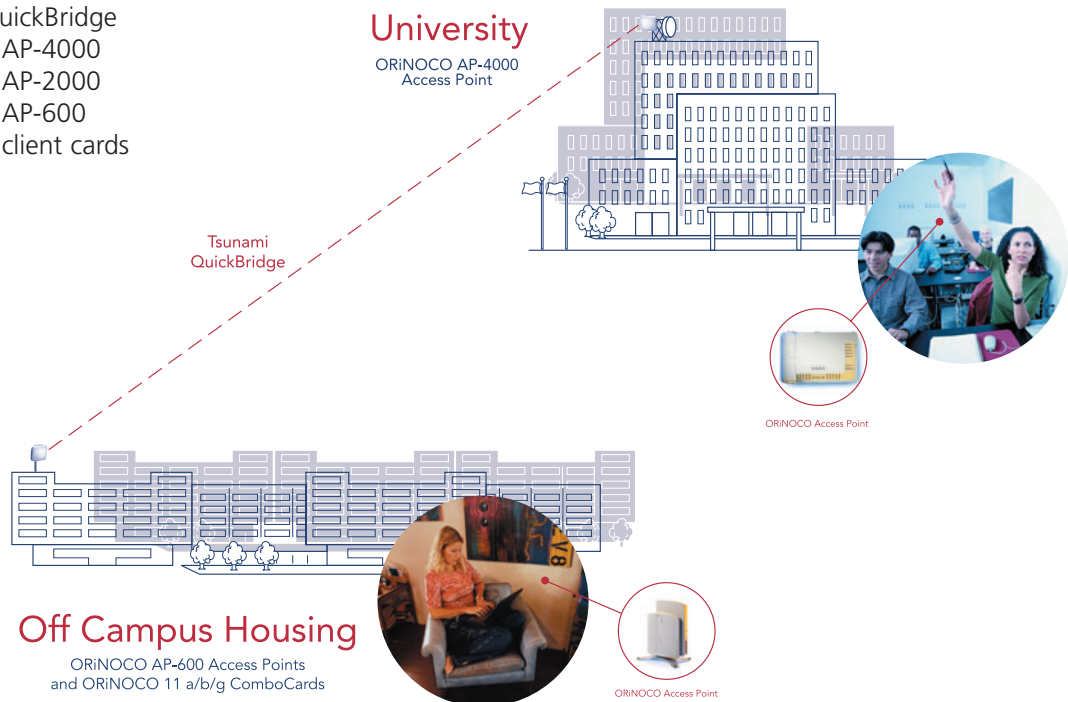 uickBridge
AP-4000
AP-2000
AP-600
client cards
University
ORiNOCO AP-4000
Access Point
Tsunami
QuickBridge
ORiNOCO Access Point
V8
Off Campus Housing
ORiNOCO AP-600 Access Points
and ORiNOCO 11 a/b/g ComboCards
ORiNOCO Access Point